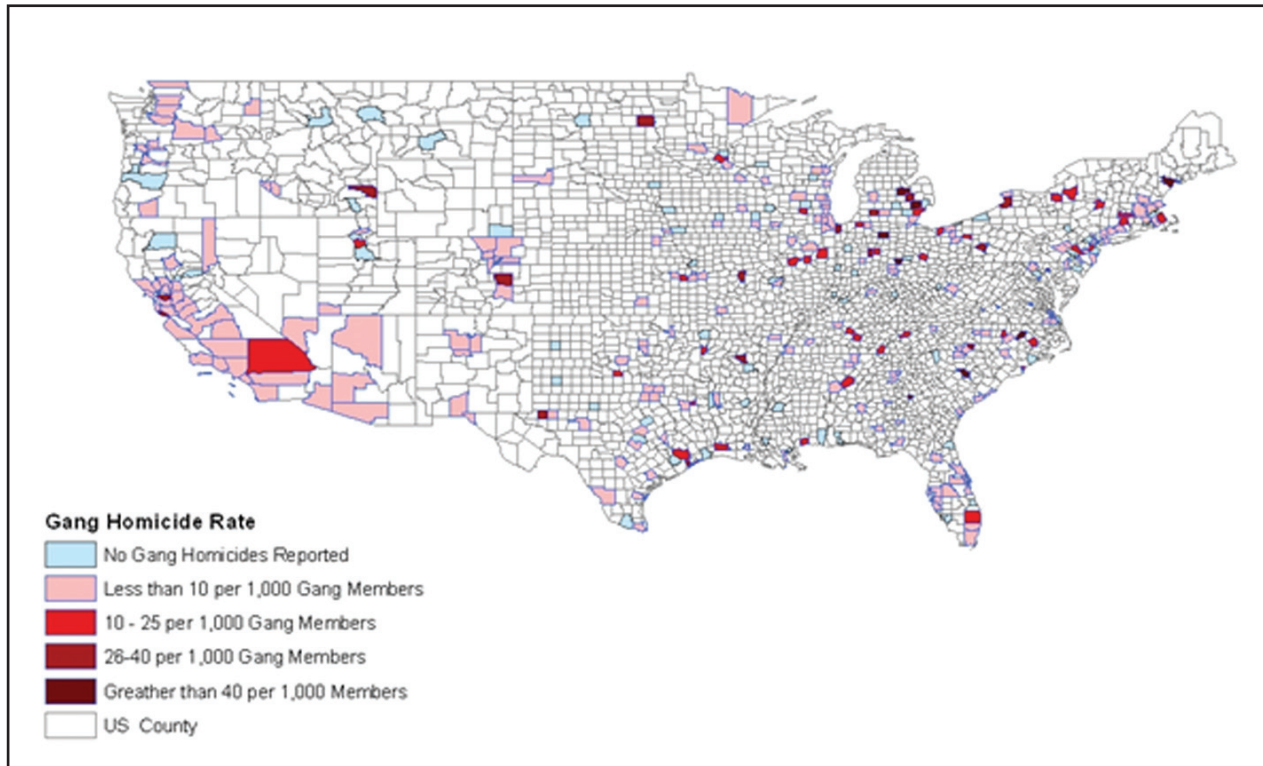 Gang Homicide Rate
No Gang Homicides Reported
Less than 10 per 1,000 Gang Members
10 - 25 per 1,000 Gang Members
26-40 per 1,000 Gang Members
Greather than 40 per 1,000 Members
US County